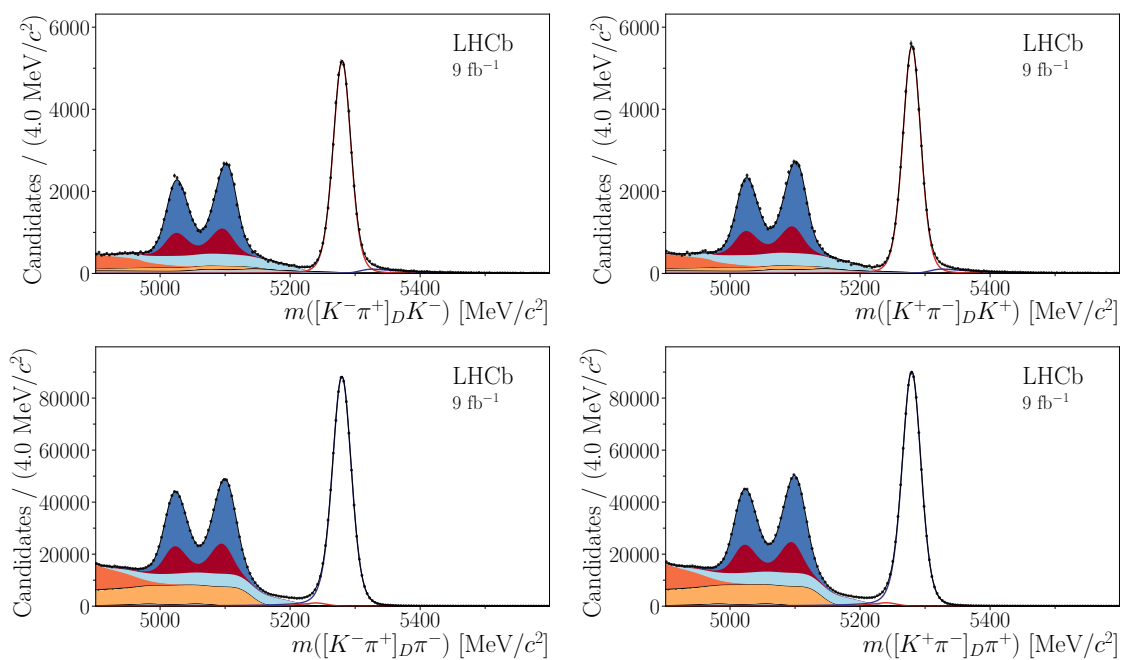 Candidates / (4.0 MeV/c²)
6000
4000
2000
0
LHCb
9 fb⁻¹
5000 5200 5400
m([K⁻π⁺]_D K⁻) [MeV/c²]
Candidates / (4.0 MeV/c²)
6000
4000
2000
0
LHCb
9 fb⁻¹
5000 5200 5400
m([K⁺π⁻]_D K⁺) [MeV/c²]
Candidates / (4.0 MeV/c²)
80000
60000
40000
20000
0
LHCb
9 fb⁻¹
5000 5200 5400
m([K⁻π⁺]_D π⁻) [MeV/c²]
Candidates / (4.0 MeV/c²)
80000
60000
40000
20000
0
LHCb
9 fb⁻¹
5000 5200 5400
m([K⁺π⁻]_D π⁺) [MeV/c²]